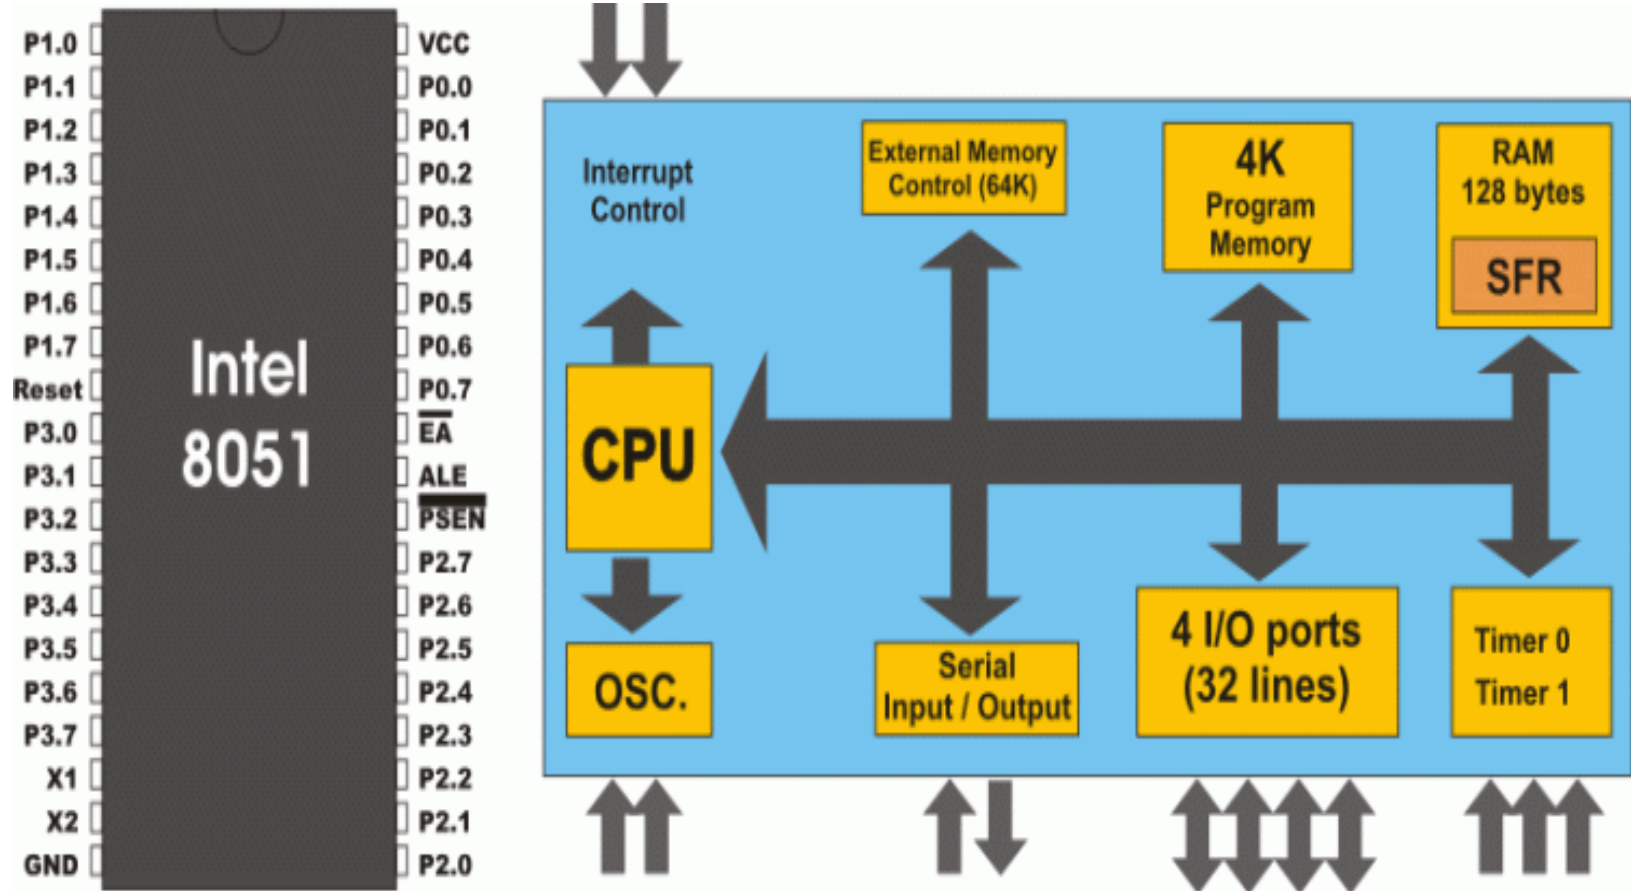 P1.0
P1.1
P1.2
P1.3
P1.4
P1.5
P1.6
P1.7
Reset
P3.0
P3.1
P3.2
P3.3
P3.4
P3.5
P3.6
P3.7
X1
X2
GND
Intel
8051
VCC
P0.0
P0.1
P0.2
P0.3
P0.4
P0.5
P0.6
P0.7
EA
ALE
PSEN
P2.7
P2.6
P2.5
P2.4
P2.3
P2.2
P2.1
P2.0
Interrupt
Control
External Memory
Control (64K)
4K
Program
Memory
RAM
128 bytes
SFR
CPU
OSC.
Serial
Input / Output
4 I/O ports
(32 lines)
Timer 0
Timer 1